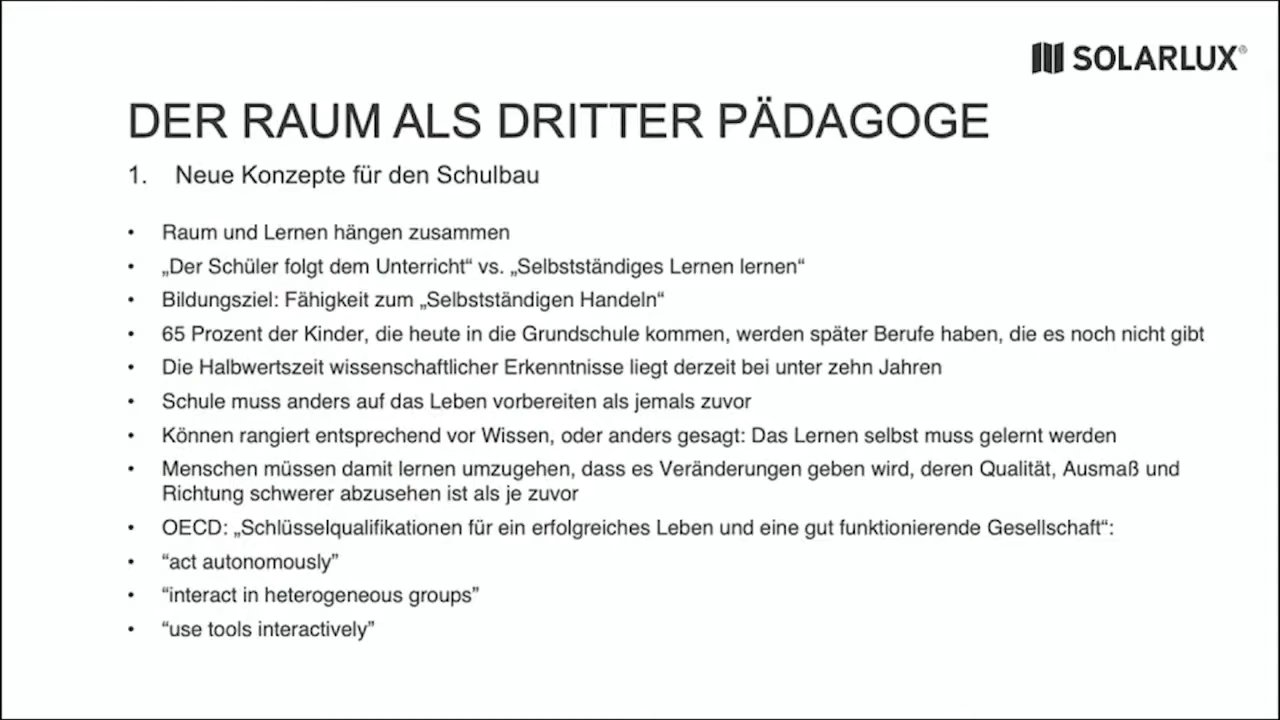 SOLARLUX®
DER RAUM ALS DRITTER PÄDAGOGE
1. Neue Konzepte für den Schulbau
• Raum und Lernen hängen zusammen
• „Der Schüler folgt dem Unterricht“ vs. „Selbstständiges Lernen lernen“
• Bildungsziel: Fähigkeit zum „Selbstständigen Handeln“
• 65 Prozent der Kinder, die heute in die Grundschule kommen, werden später Berufe haben, die es noch nicht gibt
• Die Halbwertszeit wissenschaftlicher Erkenntnisse liegt derzeit bei unter zehn Jahren
• Schule muss anders auf das Leben vorbereiten als jemals zuvor
• Können rangiert entsprechend vor Wissen, oder anders gesagt: Das Lernen selbst muss gelernt werden
• Menschen müssen damit lernen umzugehen, dass es Veränderungen geben wird, deren Qualität, Ausmaß und
Richtung schwerer abzusehen ist als je zuvor
• OECD: „Schlüsselqualifikationen für ein erfolgreiches Leben und eine gut funktionierende Gesellschaft“:
• “act autonomously”
• “interact in heterogeneous groups”
• “use tools interactively”